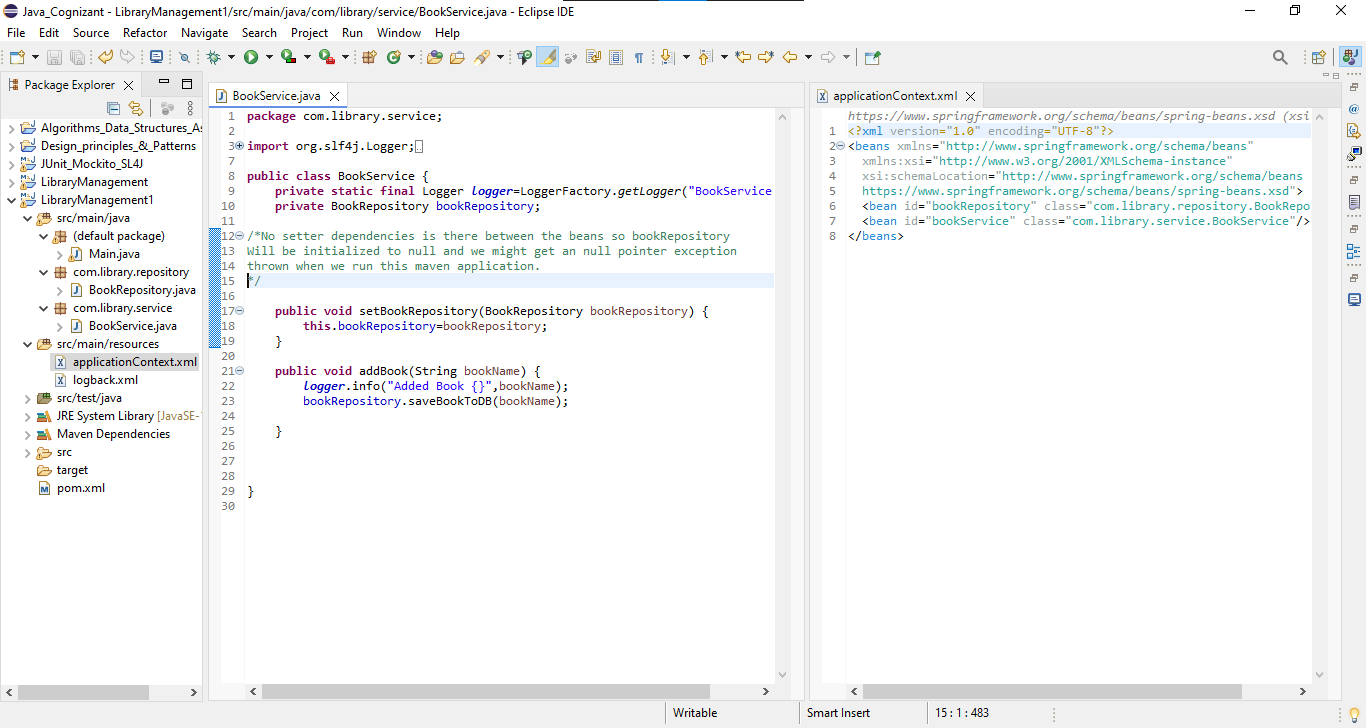 Java_Cognizant - LibraryManagement1/src/main/java/com/library/service/BookService.java - Eclipse IDE
File Edit Source Refactor Navigate Search Project Run Window Help
Package Explorer
Algorithms_Data_Structures_As
Design_principles_&_Patterns
JUnit_Mockito_SL4J
LibraryManagement
LibraryManagement1
src/main/java
(default package)
Main.java
com.library.repository
BookRepository.java
com.library.service
BookService.java
src/main/resources
applicationContext.xml
logback.xml
src/test/java
JRE System Library [JavaSE-1
Maven Dependencies
src
target
pom.xml
BookService.java
1 package com.library.service;
2
3 import org.slf4j.Logger;
7
8 public class BookService {
9 private static final Logger logger=LoggerFactory.getLogger("BookService
10 private BookRepository bookRepository;
11
12 /*No setter dependencies is there between the beans so bookRepository
13 Will be initialized to null and we might get an null pointer exception
14 thrown when we run this maven application.
15 */
16
17 public void setBookRepository(BookRepository bookRepository) {
18 this.bookRepository=bookRepository;
19 }
20
21 public void addBook(String bookName) {
22 logger.info("Added Book {}",bookName);
23 bookRepository.saveBookToDB(bookName);
24
25 }
26
27
28
29 }
30
applicationContext.xml
https://www.springframework.org/schema/beans/spring-beans.xsd (xsi
1 <?xml version="1.0" encoding="UTF-8"?>
2 <beans xmlns="http://www.springframework.org/schema/beans"
3 xmlns:xsi="http://www.w3.org/2001/XMLSchema-instance"
4 xsi:schemaLocation="http://www.springframework.org/schema/beans
5 https://www.springframework.org/schema/beans/spring-beans.xsd">
6 <bean id="bookRepository" class="com.library.repository.BookRepo
7 <bean id="bookService" class="com.library.service.BookService"/>
8 </beans>
Writable Smart Insert 15 : 1 : 483